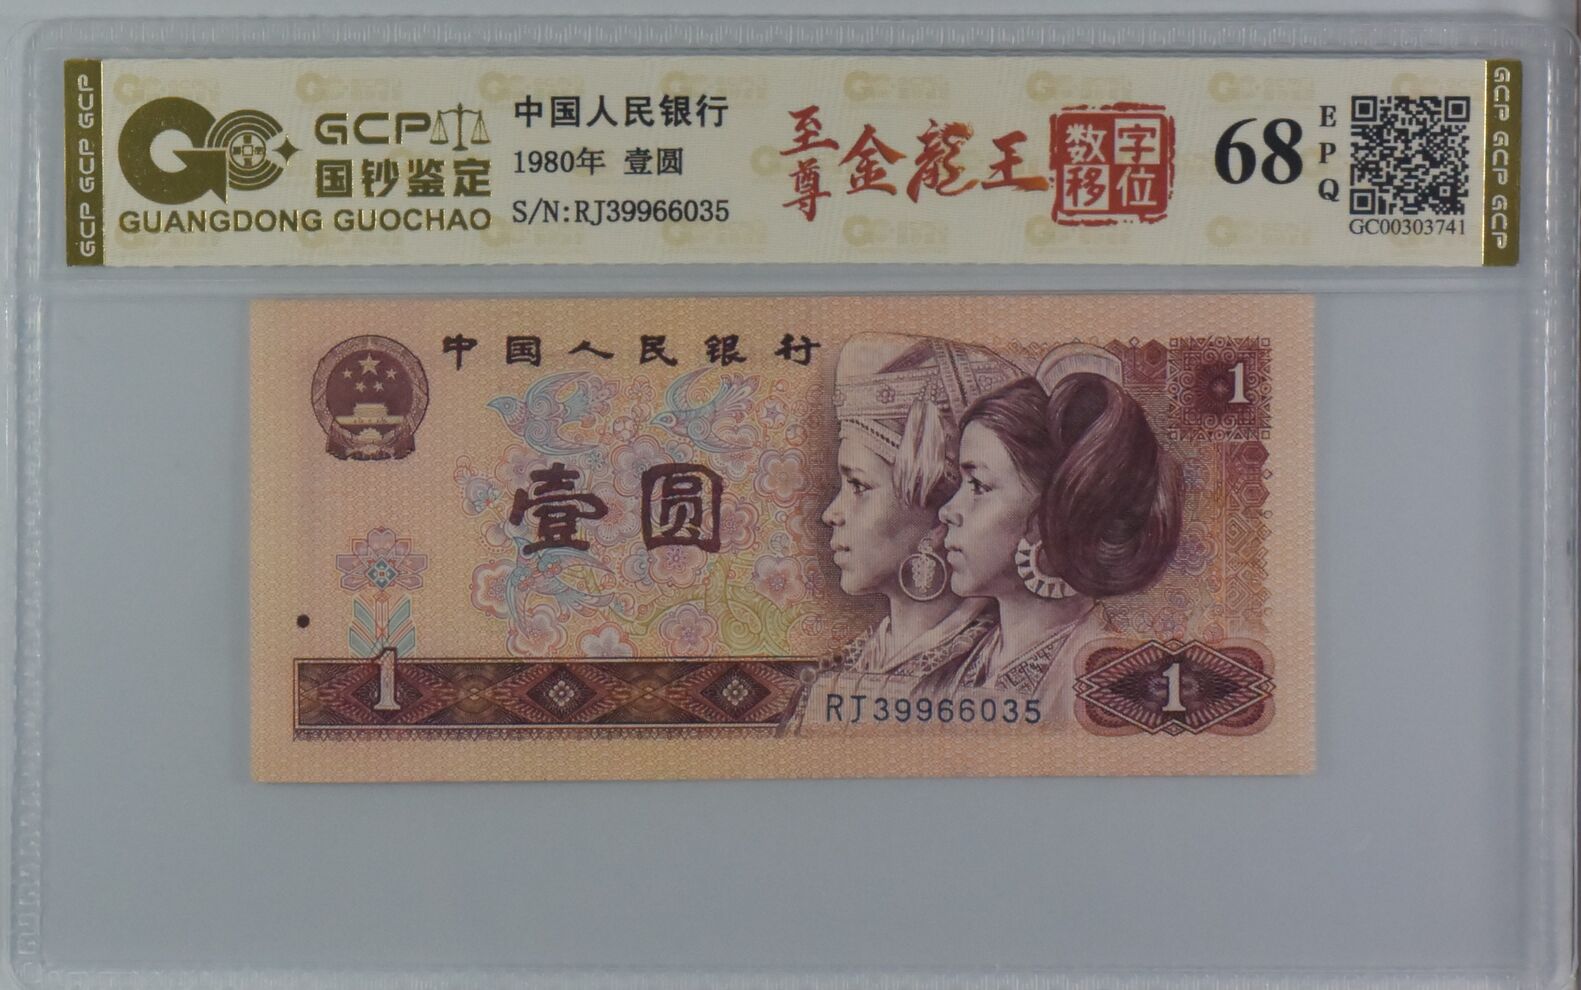 GCP GCP GCP
GCP
国钞鉴定
GUANGDONG GUOCHAO
中国人民银行
1980年 壹圆
S/N:RJ39966035
至尊
金龍王
数字
移位
68
EPQ
GC00303741
GCP GCP GCP
中国人民银行
1
壹圆
1
RJ39966035
1